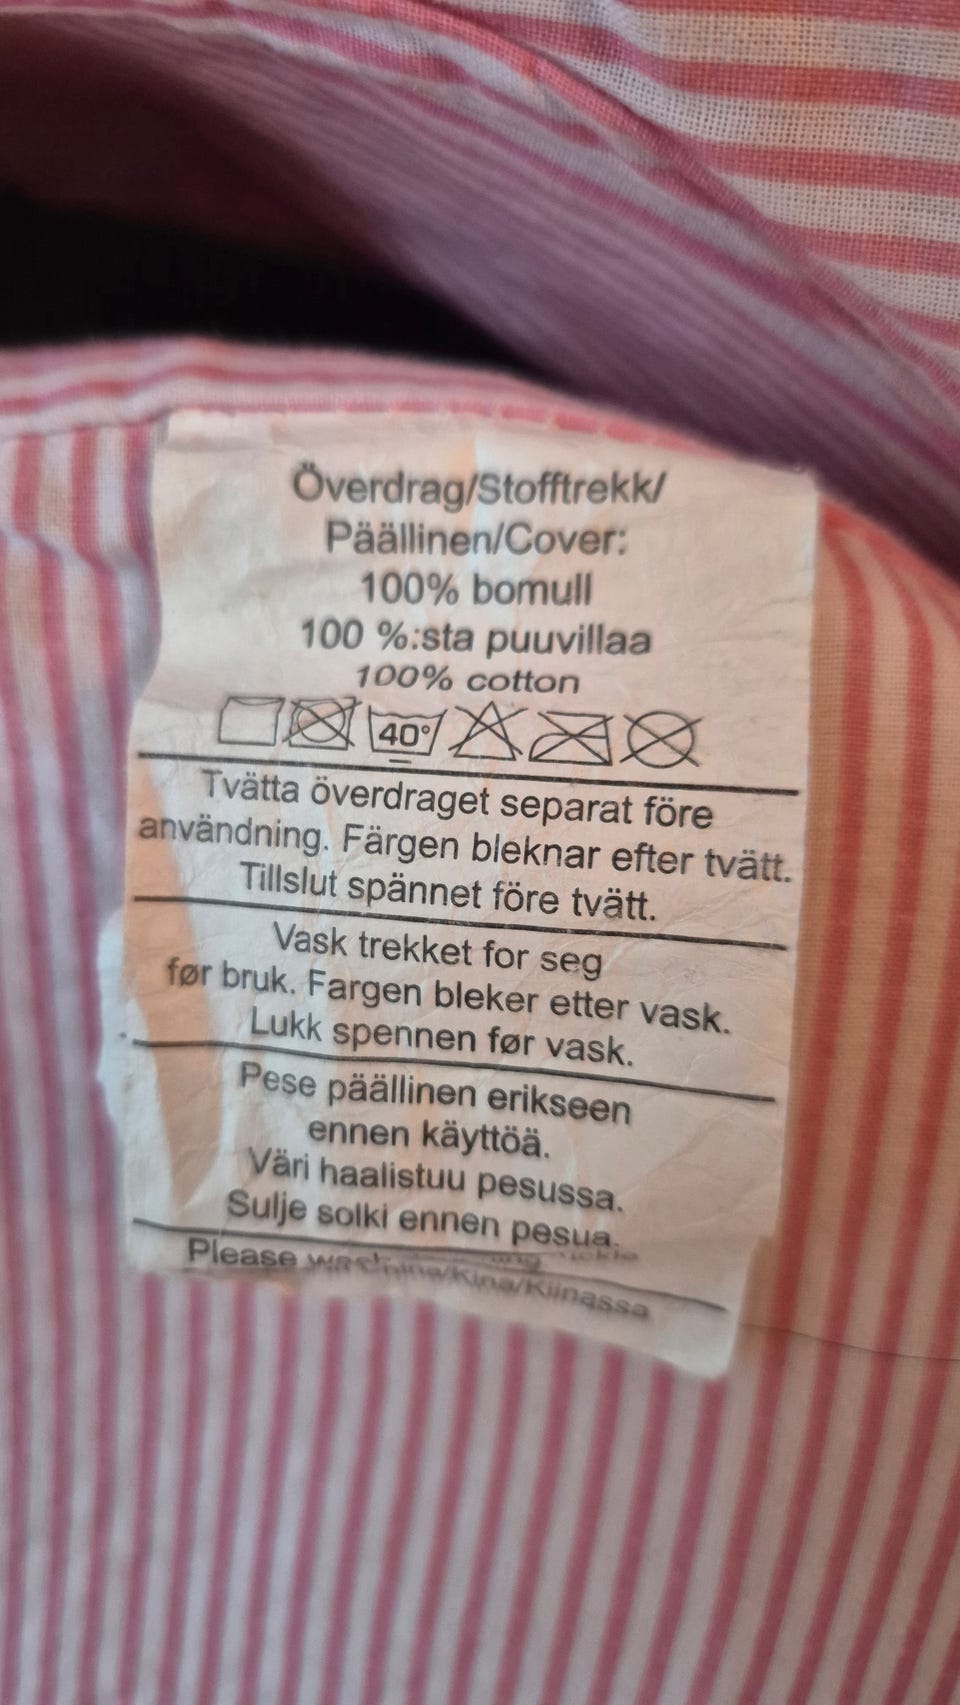 Överdrag/Stofftrekk/
Päällinen/Cover:
100% bomull
100 %:sta puuvillaa
100% cotton
40°
Tvätta överdraget separat före
användning. Färgen bleknar efter tvätt.
Tillslut spännet före tvätt.
Vask trekket for seg
før bruk. Fargen bleker etter vask.
Lukk spennen før vask.
Pese päällinen erikseen
ennen käyttöä.
Väri haalistuu pesussa.
Sulje solki ennen pesua.
Please
/Kina/Kiinassa